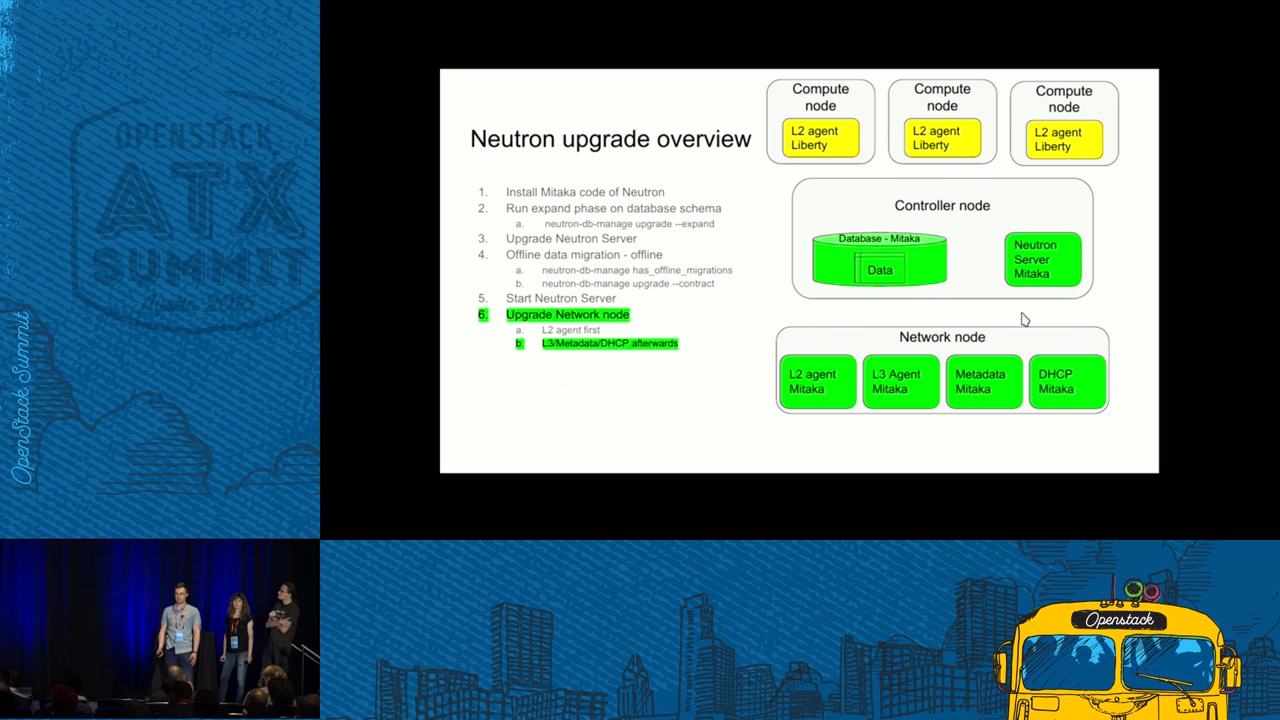 OPENSTACK
ATX
SUMMIT
OpenStack Summit
Neutron upgrade overview
1. Install Mitaka code of Neutron
2. Run expand phase on database schema
a. neutron-db-manage upgrade --expand
3. Upgrade Neutron Server
4. Offline data migration - offline
a. neutron-db-manage has_offline_migrations
b. neutron-db-manage upgrade --contract
5. Start Neutron Server
6. Upgrade Network node
a. L2 agent first
b. L3/Metadata/DHCP afterwards
Compute
node
L2 agent
Liberty
Compute
node
L2 agent
Liberty
Compute
node
L2 agent
Liberty
Controller node
Database - Mitaka
Data
Neutron
Server
Mitaka
Network node
L2 agent
Mitaka
L3 Agent
Mitaka
Metadata
Mitaka
DHCP
Mitaka
Openstack